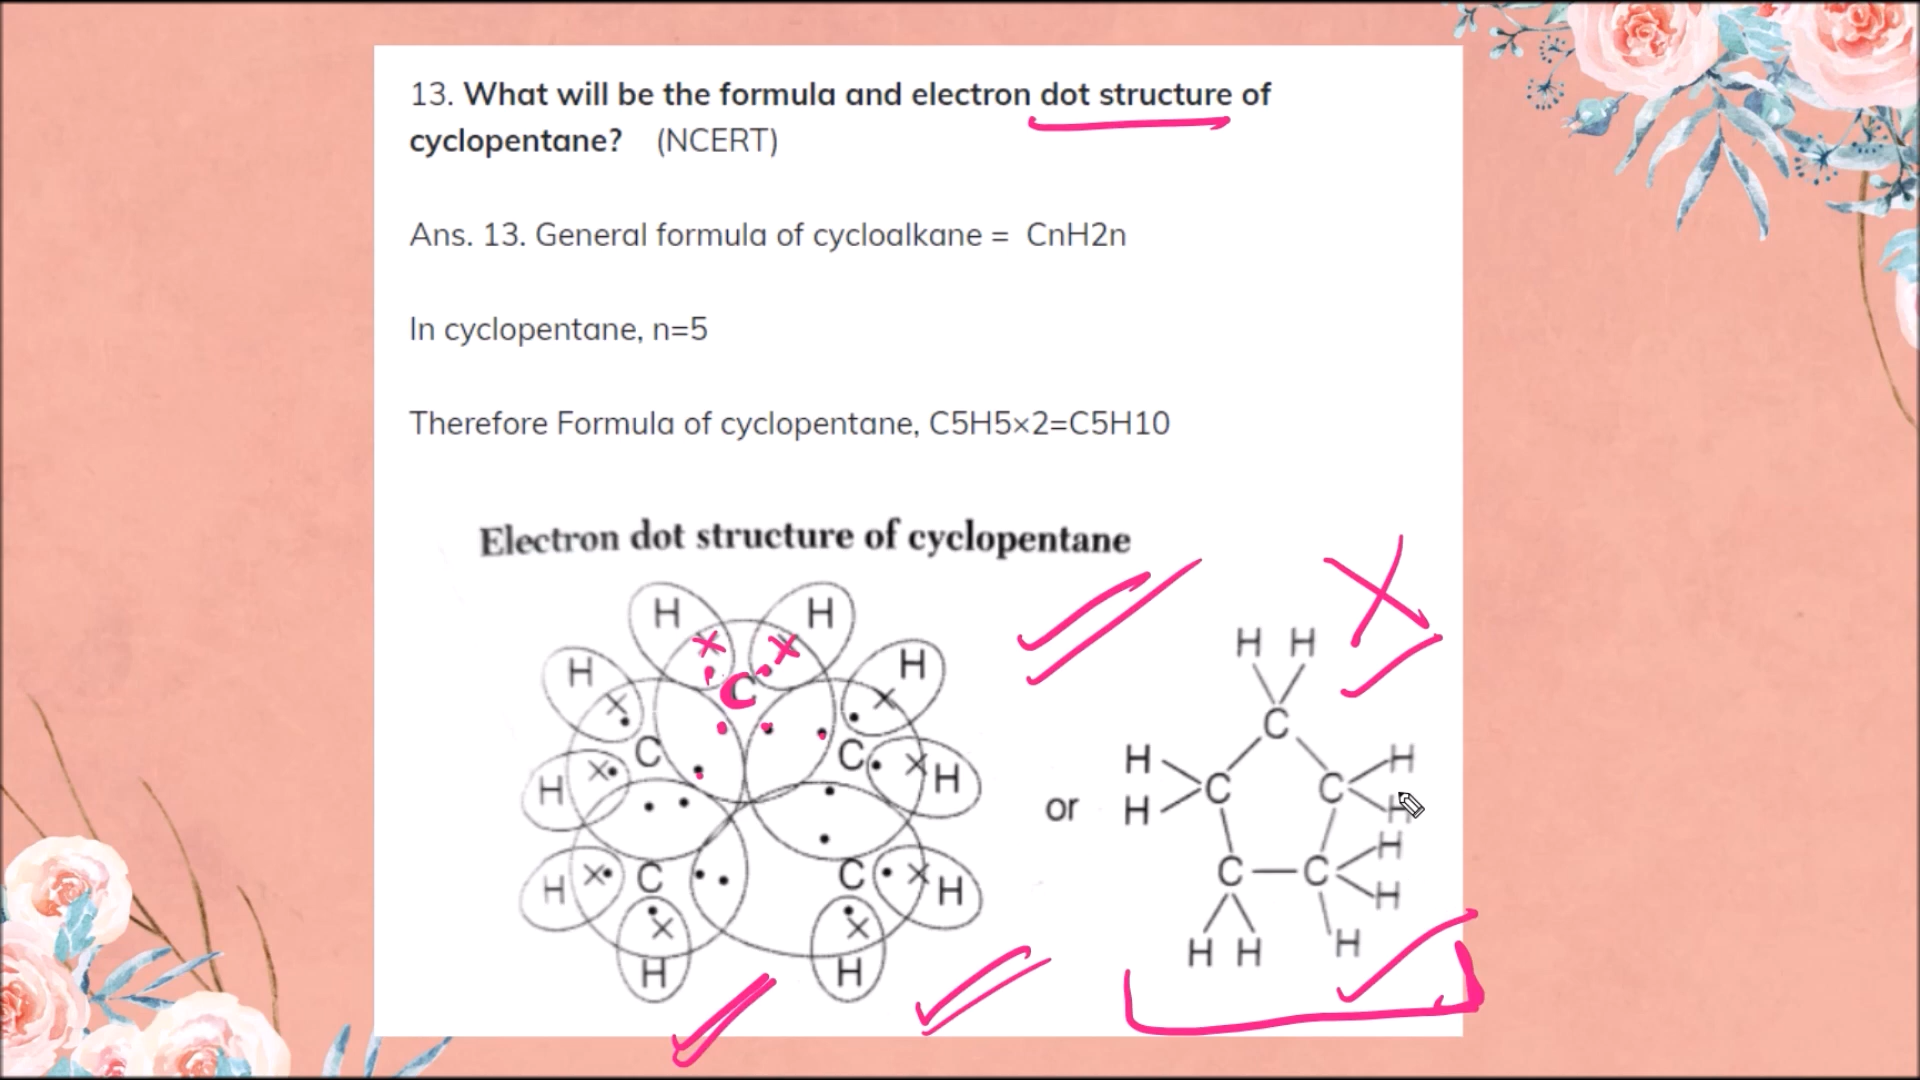 13. What will be the formula and electron dot structure of
cyclopentane? (NCERT)
Ans. 13. General formula of cycloalkane = CnH2n
In cyclopentane, n=5
Therefore Formula of cyclopentane, C5H5×2=C5H10
Electron dot structure of cyclopentane
H H
H H
C
C C
H H
H C C H
H H
or
H H
C
H H
C C
H H
C C
H
H
H H H